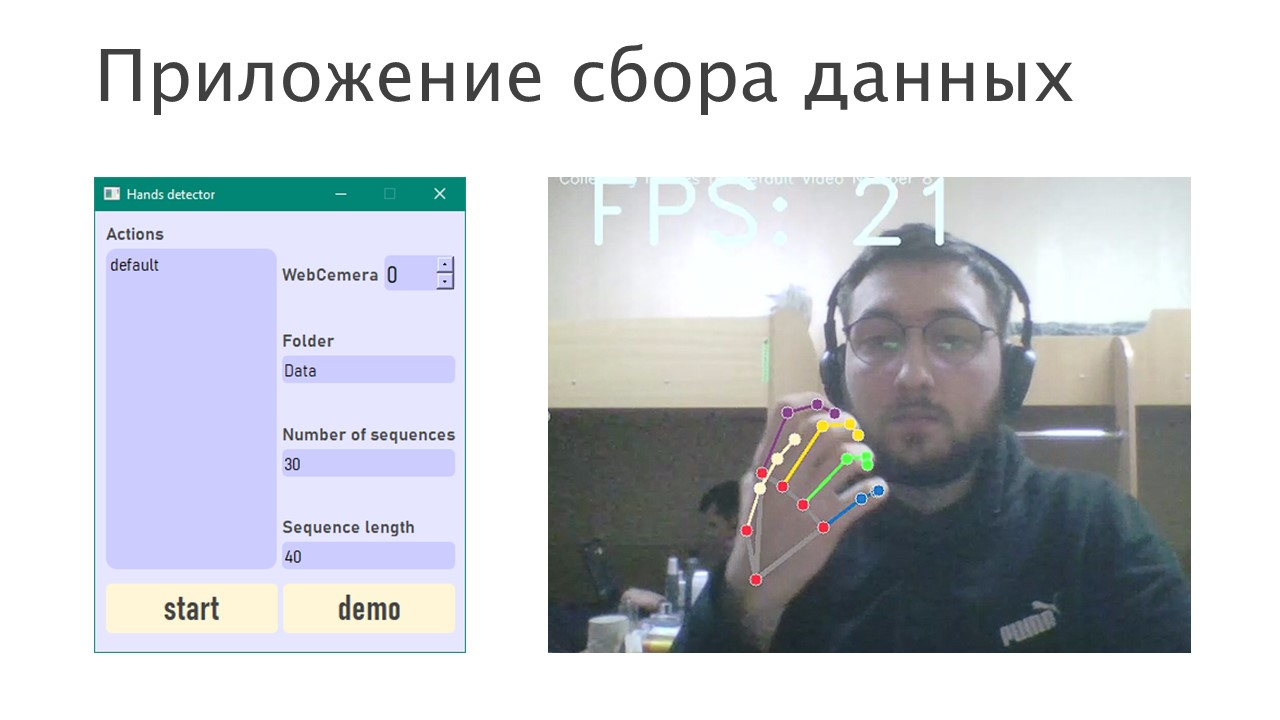 Приложение сбора данных
Hands detector
Actions
default
WebCemera 0
Folder
Data
Number of sequences
30
Sequence length
40
start
demo
FPS: 21
PUMA